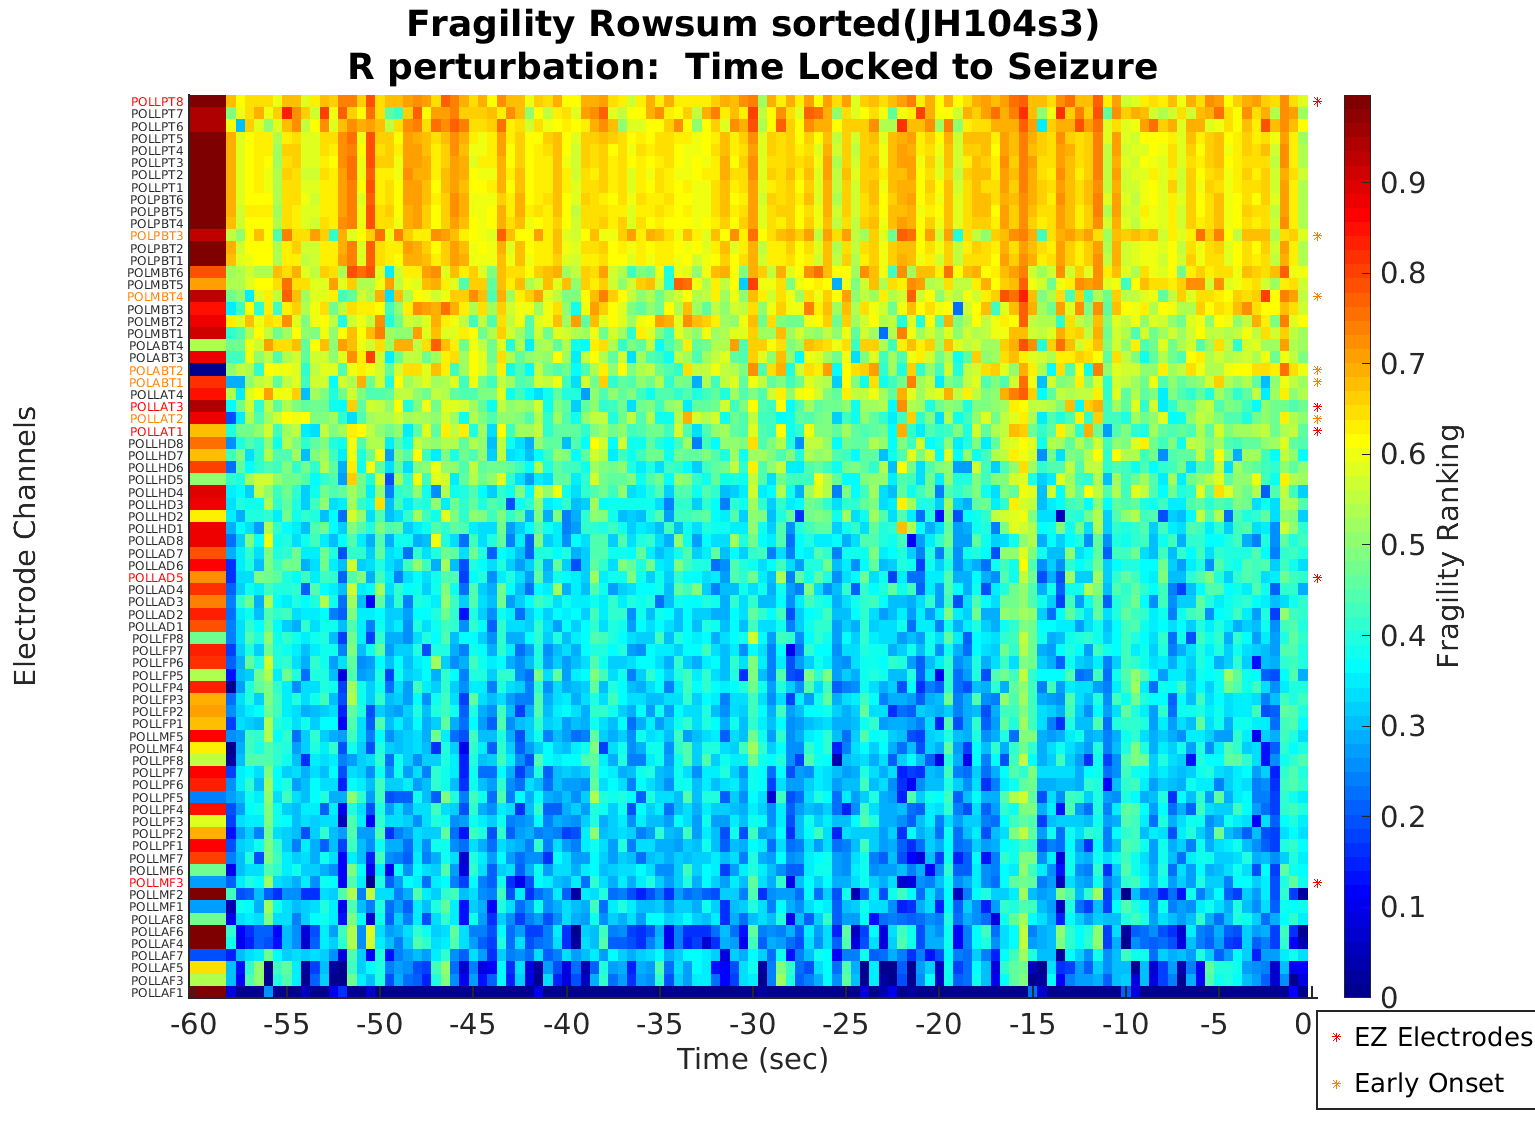 Fragility Rowsum sorted(JH104s3)
R perturbation:  Time Locked to Seizure
POLLPT8
POLLPT7
POLLPT6
POLLPT5
POLLPT4
POLLPT3
POLLPT2
POLLPT1
POLPBT6
POLPBT5
POLPBT4
POLPBT3
POLPBT2
POLPBT1
POLMBT6
POLMBT5
POLMBT4
POLMBT3
POLMBT2
POLMBT1
POLABT4
POLABT3
POLABT2
POLABT1
POLLAT4
POLLAT3
POLLAT2
POLLAT1
POLLHD8
POLLHD7
POLLHD6
POLLHD5
POLLHD4
POLLHD3
POLLHD2
POLLHD1
POLLAD8
POLLAD7
POLLAD6
POLLAD5
POLLAD4
POLLAD3
POLLAD2
POLLAD1
POLLFP8
POLLFP7
POLLFP6
POLLFP5
POLLFP4
POLLFP3
POLLFP2
POLLFP1
POLLMF5
POLLMF4
POLLPF8
POLLPF7
POLLPF6
POLLPF5
POLLPF4
POLLPF3
POLLPF2
POLLPF1
POLLMF7
POLLMF6
POLLMF3
POLLMF2
POLLMF1
POLLAF8
POLLAF6
POLLAF4
POLLAF7
POLLAF5
POLLAF3
POLLAF1
Electrode Channels
-60 -55 -50 -45 -40 -35 -30 -25 -20 -15 -10 -5 0
Time (sec)
0.9
0.8
0.7
0.6
0.5
0.4
0.3
0.2
0.1
0
Fragility Ranking
EZ Electrodes
Early Onset